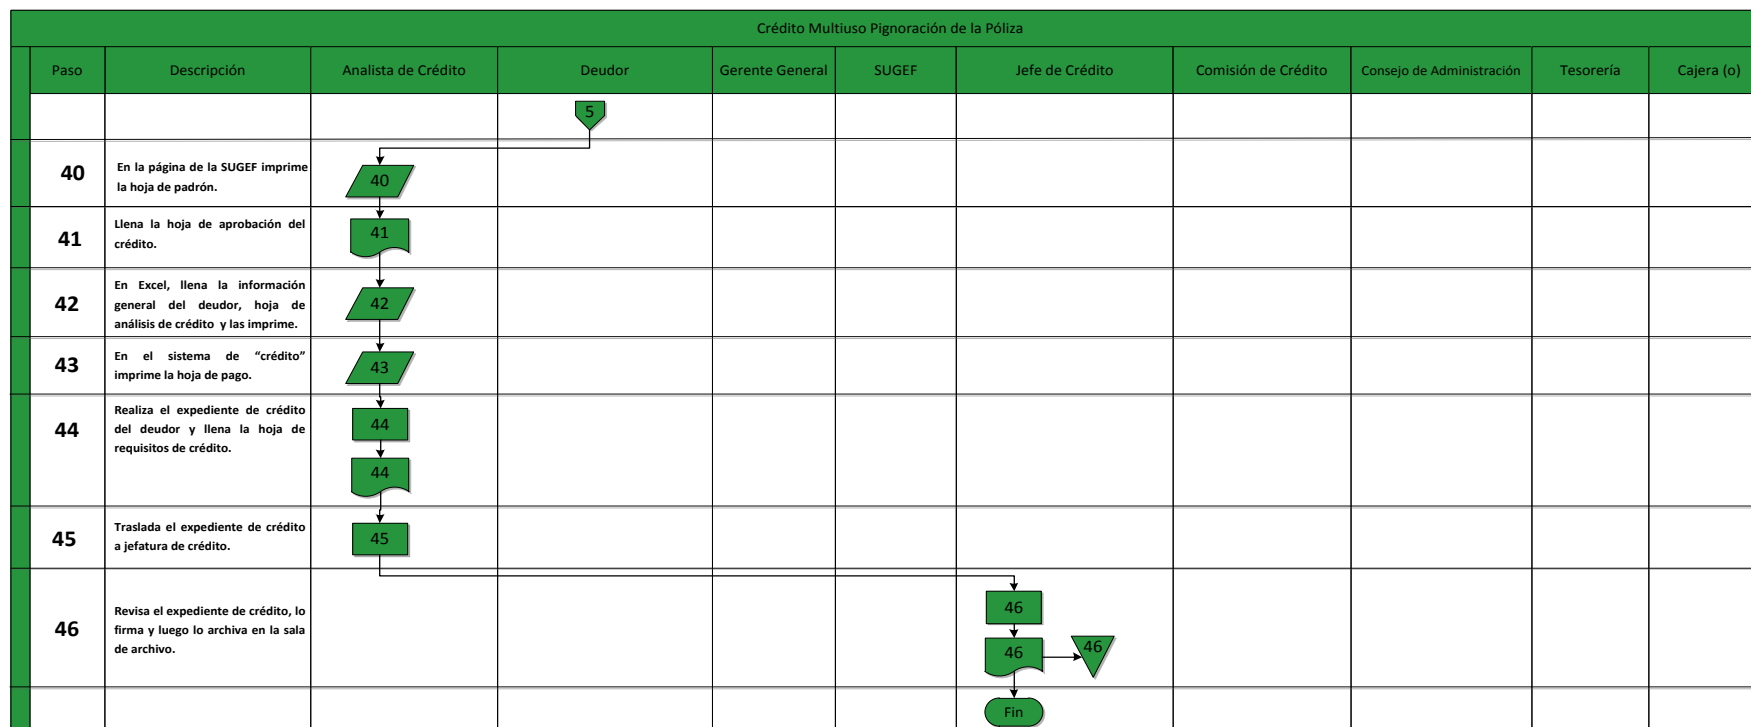 Crédito Multiuso Pignoración de la Póliza
Paso Descripción Analista de Crédito Deudor Gerente General SUGEF Jefe de Crédito Comisión de Crédito Consejo de Administración Tesorería Cajera (o)
5
40
En la página de la SUGEF imprime
la hoja de padrón.
40
41
Llena la hoja de aprobación del
crédito.
41
42
En Excel, llena la información
general del deudor, hoja de
análisis de crédito y las imprime.
42
43
En el sistema de “crédito”
imprime la hoja de pago.
43
44
Realiza el expediente de crédito
del deudor y llena la hoja de
requisitos de crédito.
44
44
45
Traslada el expediente de crédito
a jefatura de crédito.
45
46
Revisa el expediente de crédito, lo
firma y luego lo archiva en la sala
de archivo.
46
46 46
Fin